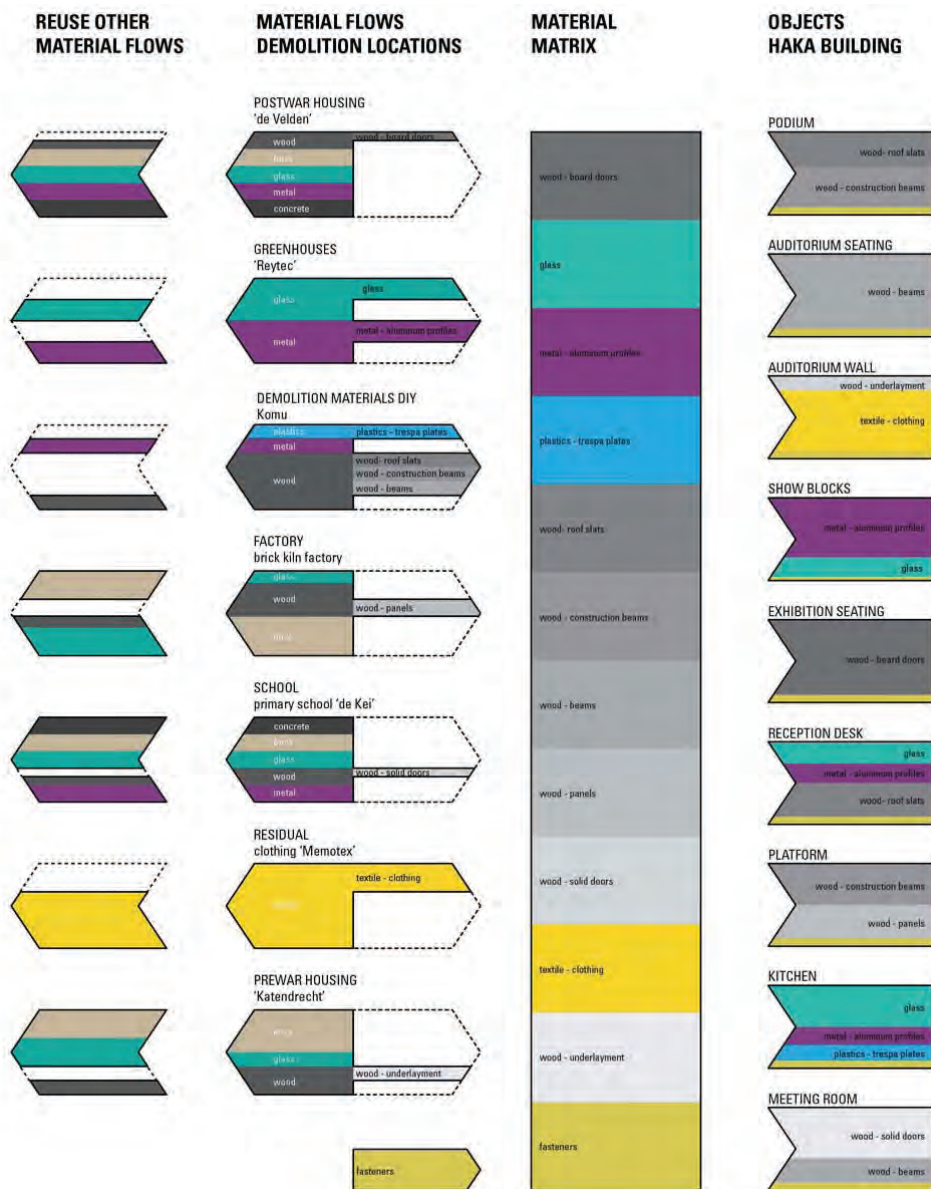 REUSE OTHER
MATERIAL FLOWS
MATERIAL FLOWS
DEMOLITION LOCATIONS
MATERIAL
MATRIX
OBJECTS
HAKA BUILDING
POSTWAR HOUSING
'de Velden'
wood
wood - board doors
brick
glass
metal
concrete
GREENHOUSES
'Reytec'
glass
glass
metal
metal - aluminum profiles
DEMOLITION MATERIALS DIY
Komu
plastics
plastics - trespa plates
metal
wood
wood- roof slats
wood - construction beams
wood - beams
FACTORY
brick kiln factory
glass
wood
wood - panels
brick
SCHOOL
primary school 'de Kei'
concrete
brick
glass
wood
wood - solid doors
metal
RESIDUAL
clothing 'Memotex'
textile - clothing
PREWAR HOUSING
'Katendrecht'
brick
glass
wood
wood - underlayment
fasteners
wood - board doors
glass
metal - aluminum profiles
plastics - trespa plates
wood- roof slats
wood - construction beams
wood - beams
wood - panels
wood - solid doors
textile - clothing
wood - underlayment
fasteners
PODIUM
wood- roof slats
wood - construction beams
AUDITORIUM SEATING
wood - beams
AUDITORIUM WALL
wood - underlayment
textile - clothing
SHOW BLOCKS
metal - aluminum profiles
glass
EXHIBITION SEATING
wood - board doors
RECEPTION DESK
glass
metal - aluminum profiles
wood- roof slats
PLATFORM
wood - construction beams
wood - panels
KITCHEN
glass
metal - aluminum profiles
plastics - trespa plates
MEETING ROOM
wood - solid doors
wood - beams